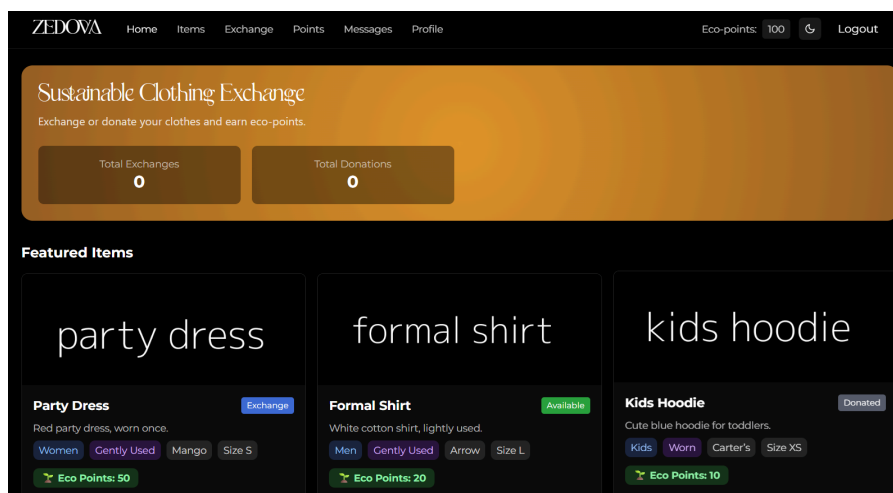 ZEDOVA Home Items Exchange Points Messages Profile Eco-points: 100 Logout
Sustainable Clothing Exchange
Exchange or donate your clothes and earn eco-points.
Total Exchanges
0
Total Donations
0
Featured Items
party dress
Party Dress Exchange
Red party dress, worn once.
Women Gently Used Mango Size S
Eco Points: 50
formal shirt
Formal Shirt Available
White cotton shirt, lightly used.
Men Gently Used Arrow Size L
Eco Points: 20
kids hoodie
Kids Hoodie Donated
Cute blue hoodie for toddlers.
Kids Worn Carter's Size XS
Eco Points: 10